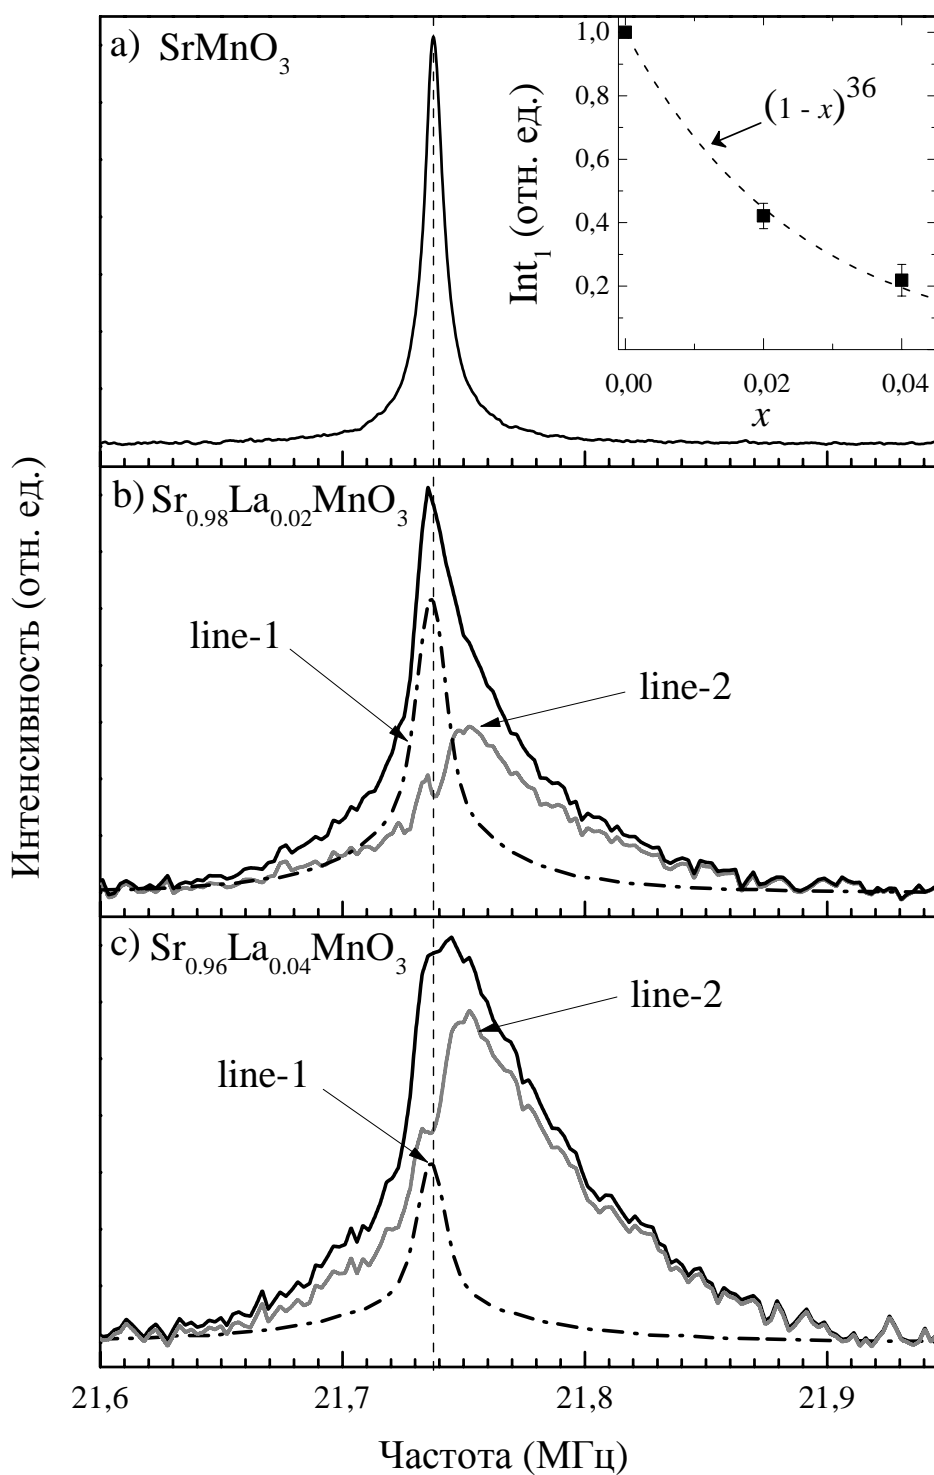 a) SrMnO₃
1,0
0,8
0,6
0,4
0,2
Int₁ (отн. ед.)
(1 - x)³⁶
0,00 0,02 0,04
x
b) Sr₀.₉₈La₀.₀₂MnO₃
line-1
line-2
c) Sr₀.₉₆La₀.₀₄MnO₃
line-2
line-1
Интенсивность (отн. ед.)
21,6 21,7 21,8 21,9
Частота (МГц)